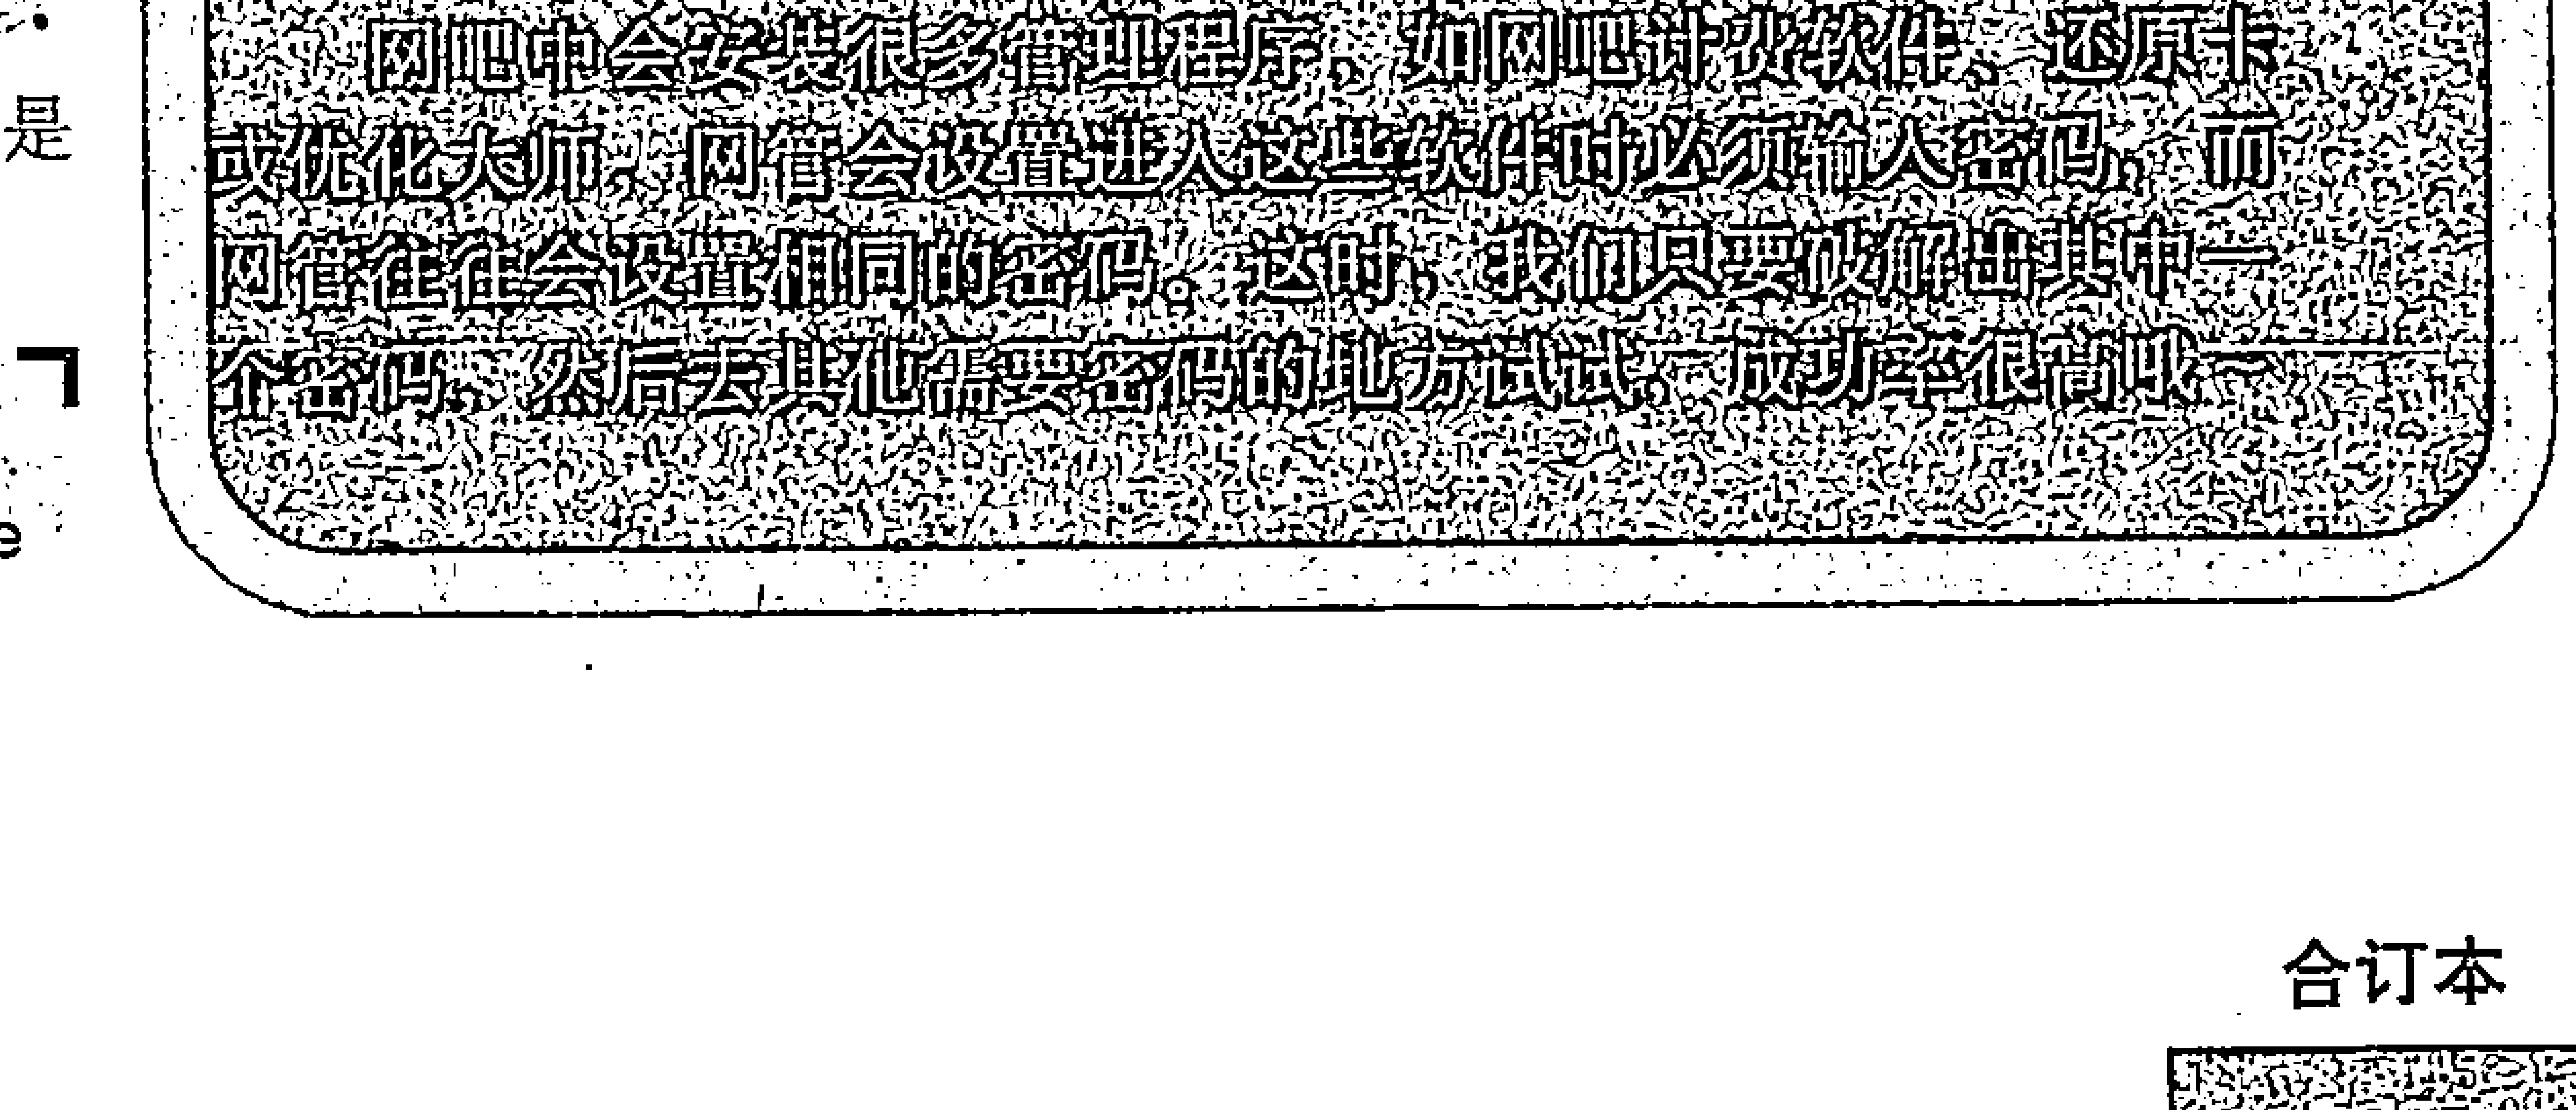 网吧中会安装很多管理程序，如网吧计费软件、还原卡
或优化大师，网管会设置进入这些软件时必须输入密码，而
网管往往会设置相同的密码。这时，我们只要破解出其中一
个密码，然后去其他需要密码的地方试试，成功率很高哦~
是
e
合订本